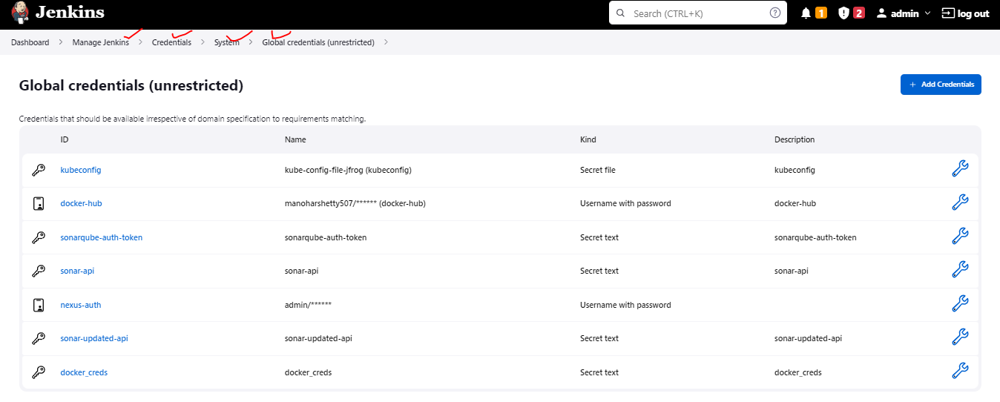 Jenkins
Search (CTRL+K)
1
2
admin
log out
Dashboard > Manage Jenkins > Credentials > System > Global credentials (unrestricted) >
Global credentials (unrestricted)
+ Add Credentials
Credentials that should be available irrespective of domain specification to requirements matching.
ID Name Kind Description
kubeconfig kube-config-file-jfrog (kubeconfig) Secret file kubeconfig
docker-hub manoharshetty507/****** (docker-hub) Username with password docker-hub
sonarqube-auth-token sonarqube-auth-token Secret text sonarqube-auth-token
sonar-api sonar-api Secret text sonar-api
nexus-auth admin/****** Username with password
sonar-updated-api sonar-updated-api Secret text sonar-updated-api
docker_creds docker_creds Secret text docker_creds